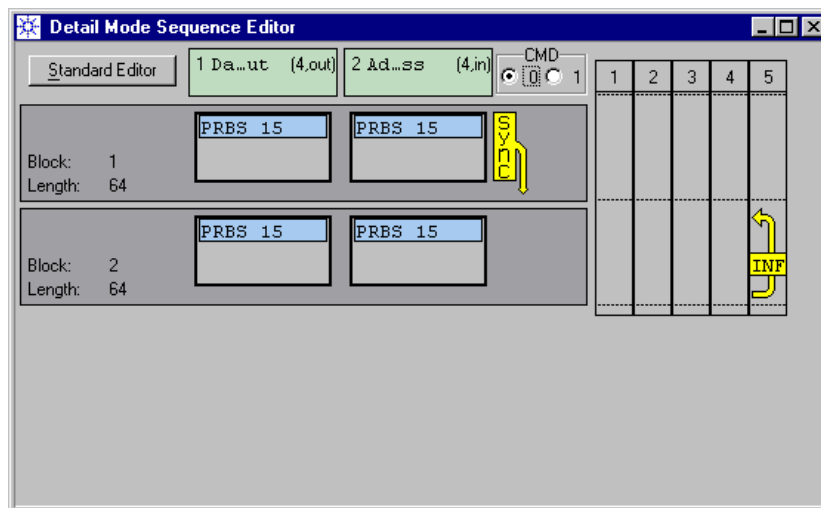 Detail Mode Sequence Editor
Standard Editor
1 Da…ut (4,out)
2 Ad…ss (4,in)
CMD
0 1
1 2 3 4 5
PRBS 15
PRBS 15
Sync
Block: 1
Length: 64
PRBS 15
PRBS 15
INF
Block: 2
Length: 64